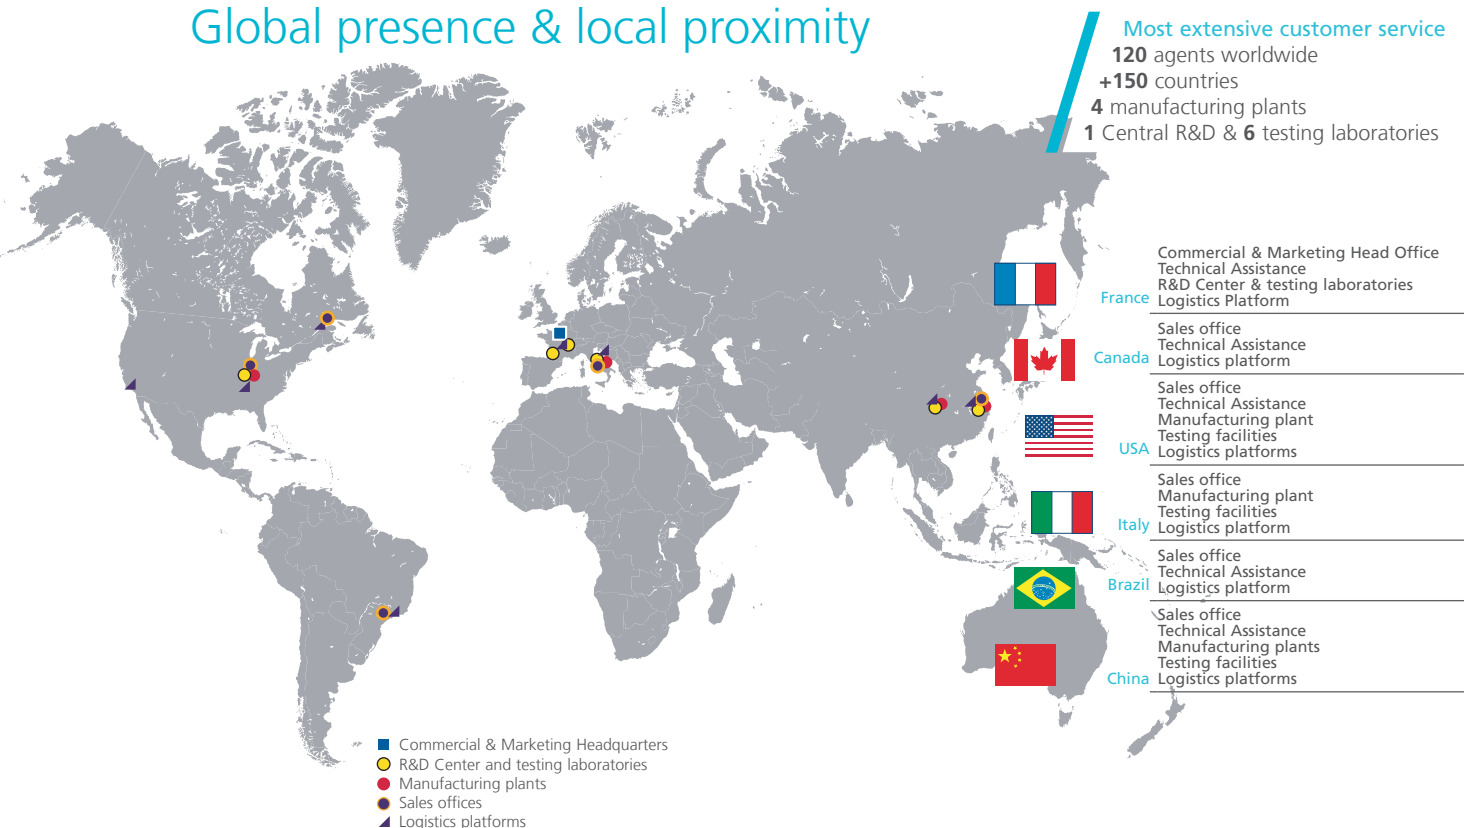 Global presence & local proximity
Most extensive customer service
120 agents worldwide
+150 countries
4 manufacturing plants
1 Central R&D & 6 testing laboratories
France
Commercial & Marketing Head Office
Technical Assistance
R&D Center & testing laboratories
Logistics Platform
Canada
Sales office
Technical Assistance
Logistics platform
USA
Sales office
Technical Assistance
Manufacturing plant
Testing facilities
Logistics platforms
Italy
Sales office
Manufacturing plant
Testing facilities
Logistics platform
Brazil
Sales office
Technical Assistance
Logistics platform
China
Sales office
Technical Assistance
Manufacturing plants
Testing facilities
Logistics platforms
Commercial & Marketing Headquarters
R&D Center and testing laboratories
Manufacturing plants
Sales offices
Logistics platforms